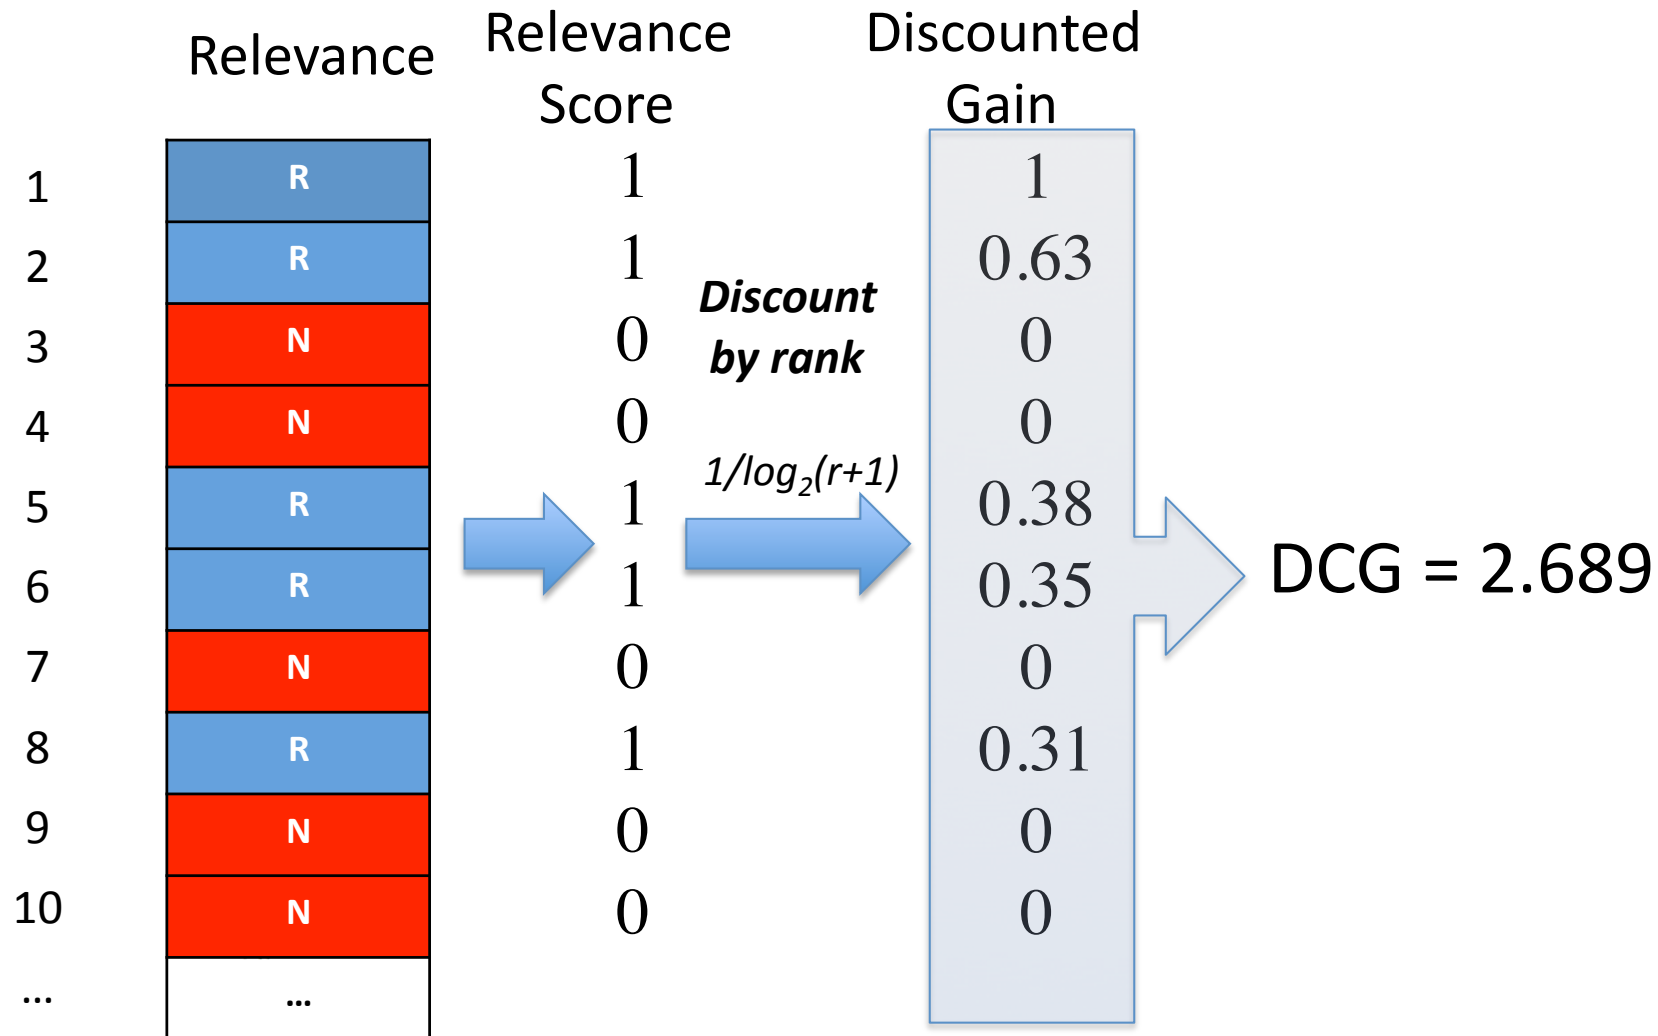 Relevance
Relevance Score
Discounted Gain
1 R 1 1
2 R 1 0.63
Discount by rank
3 N 0 0
4 N 0 0
1/log2(r+1)
5 R 1 0.38
6 R 1 0.35
DCG = 2.689
7 N 0 0
8 R 1 0.31
9 N 0 0
10 N 0 0
... ...